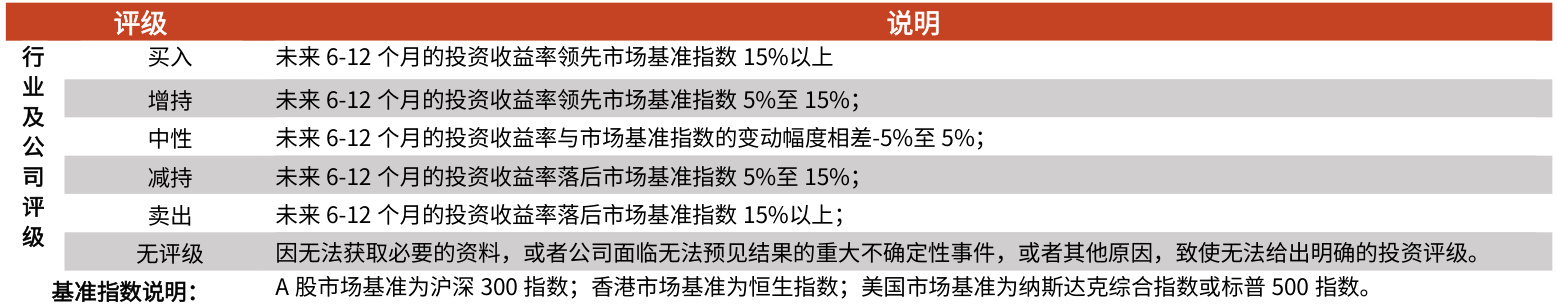 评级 说明
行业及公司评级
买入 未来 6-12 个月的投资收益率领先市场基准指数 15%以上
增持 未来 6-12 个月的投资收益率领先市场基准指数 5%至 15%；
中性 未来 6-12 个月的投资收益率与市场基准指数的变动幅度相差-5%至 5%；
减持 未来 6-12 个月的投资收益率落后市场基准指数 5%至 15%；
卖出 未来 6-12 个月的投资收益率落后市场基准指数 15%以上；
无评级 因无法获取必要的资料，或者公司面临无法预见结果的重大不确定性事件，或者其他原因，致使无法给出明确的投资评级。
基准指数说明： A 股市场基准为沪深 300 指数；香港市场基准为恒生指数；美国市场基准为纳斯达克综合指数或标普 500 指数。